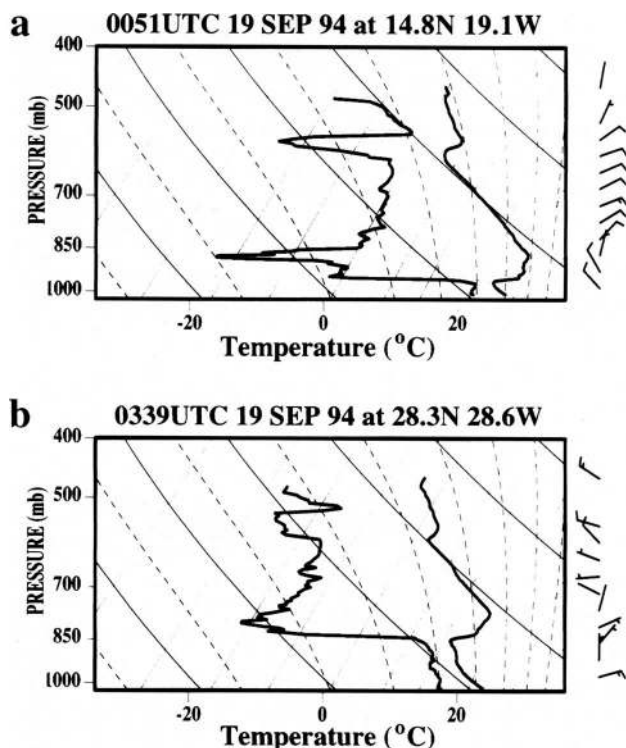 a
0051UTC 19 SEP 94 at 14.8N 19.1W
400
500
700
850
1000
PRESSURE (mb)
-20 0 20
Temperature (°C)
b
0339UTC 19 SEP 94 at 28.3N 28.6W
400
500
700
850
1000
PRESSURE (mb)
-20 0 20
Temperature (°C)